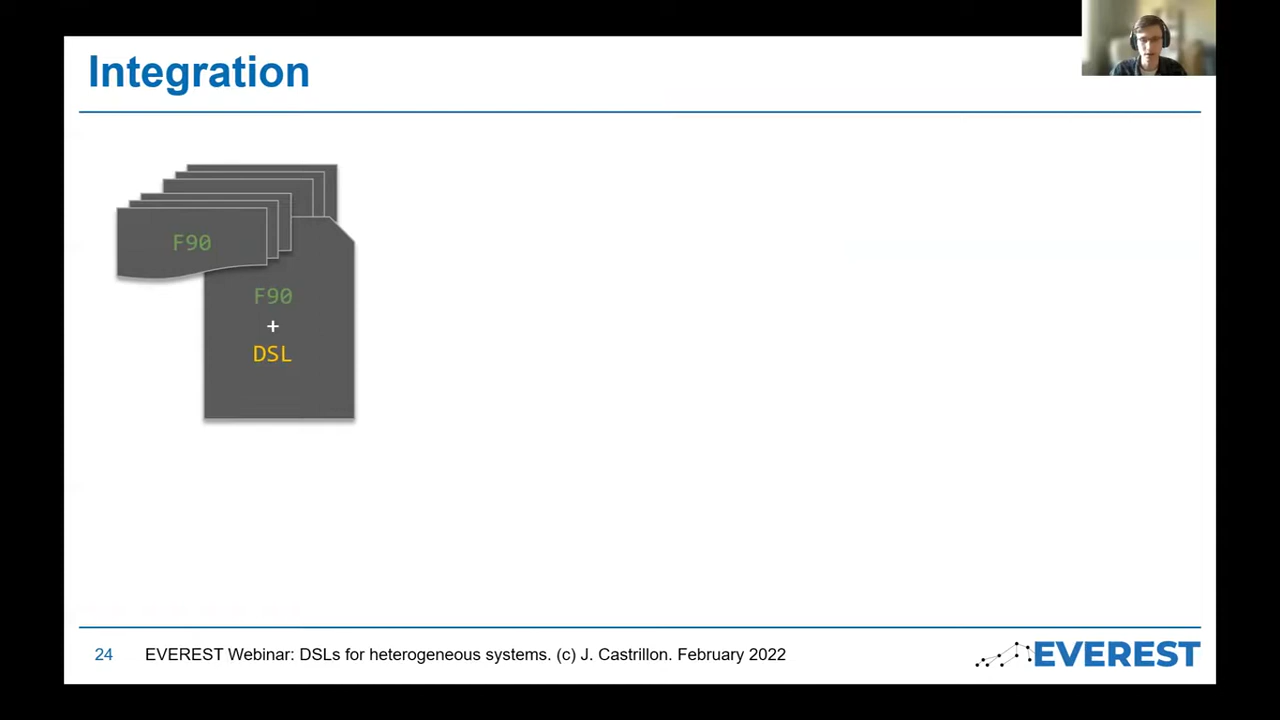 Integration
F90
F90
+
DSL
24 EVEREST Webinar: DSLs for heterogeneous systems. (c) J. Castrillon. February 2022
EVEREST